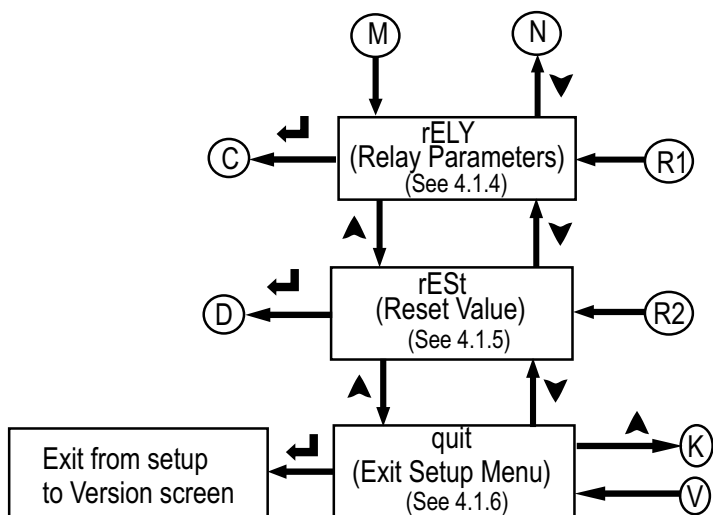 M
N
rELY
(Relay Parameters)
(See 4.1.4)
C
R1
rESt
(Reset Value)
(See 4.1.5)
D
R2
quit
(Exit Setup Menu)
(See 4.1.6)
Exit from setup
to Version screen
K
V